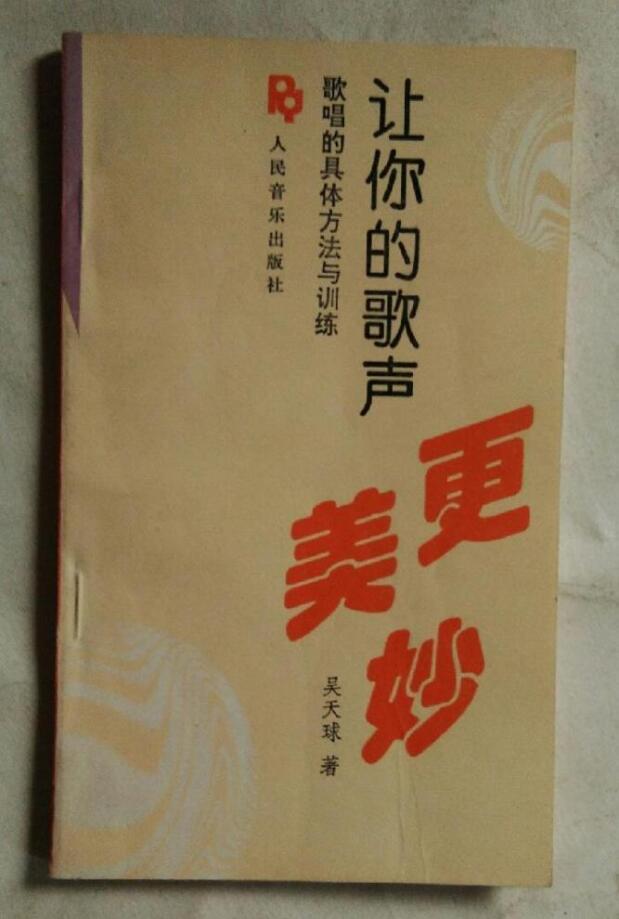 让你的歌声
更
美
妙
歌唱的具体方法与训练
人民音乐出版社
吴天球 著